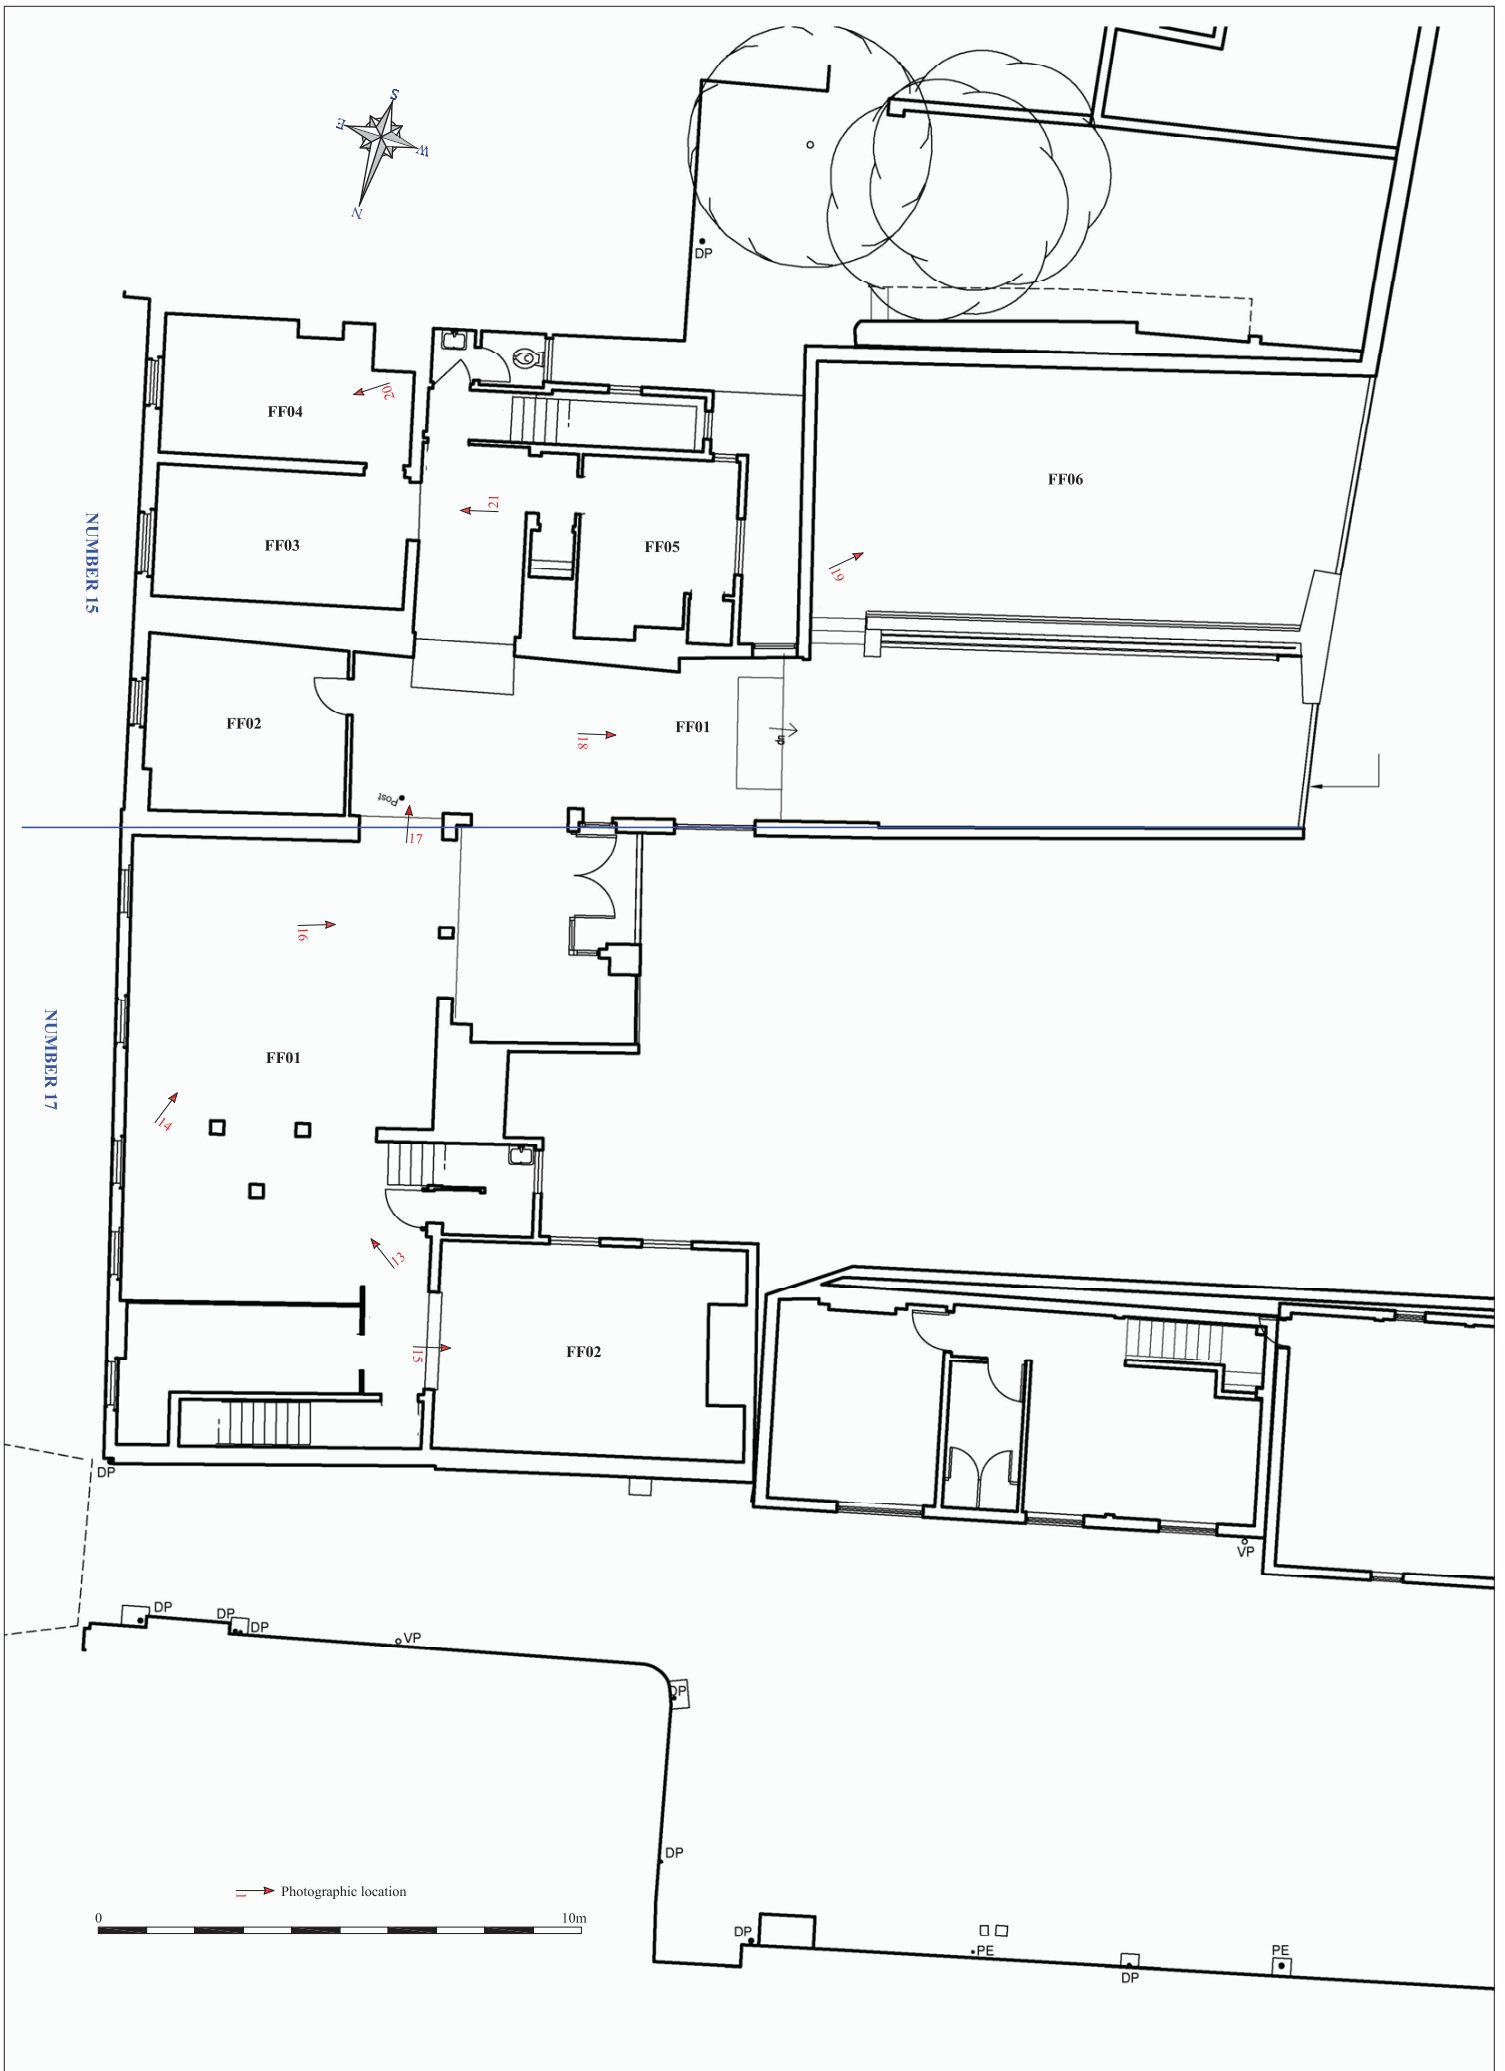 S
E
W
N
DP
20
FF04
FF06
21
FF03
FF05
NUMBER 15
19
FF02
FF01
18
up
Post
17
16
NUMBER 17
FF01
14
13
15
FF02
DP
VP
DP
DP
DP
VP
DP
DP
1
Photographic location
0
10m
DP
PE
DP
PE